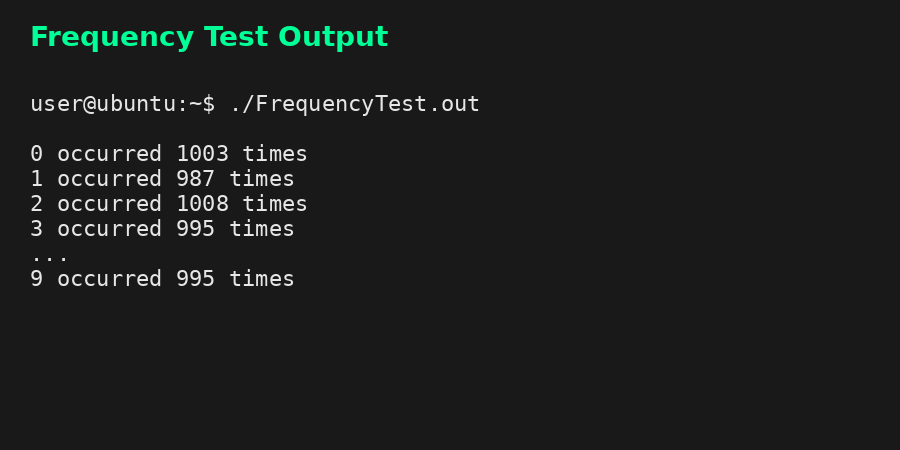 Frequency Test Output
user@ubuntu:~$ ./FrequencyTest.out
0 occurred 1003 times
1 occurred 987 times
2 occurred 1008 times
3 occurred 995 times
...
9 occurred 995 times